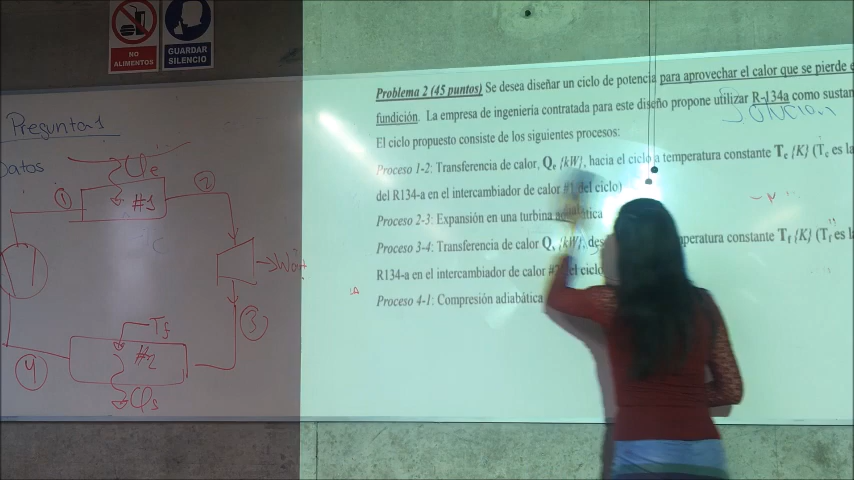 NO
ALIMENTOS
GUARDAR
SILENCIO
Pregunta 1
Datos
Qe
1
#1
2
Wout
Tf
3
#2
4
Qs
Problema 2 (45 puntos) Se desea diseñar un ciclo de potencia para aprovechar el calor que se pierde
fundición. La empresa de ingeniería contratada para este diseño propone utilizar R-134a como
El ciclo propuesto consiste de los siguientes procesos:
Proceso 1-2: Transferencia de calor, Qe {kW}, hacia el ciclo a temperatura constante Te {K} (Te es la
del R134-a en el intercambiador de calor #1 del ciclo)
Proceso 2-3: Expansión en una turbina adiabática
Proceso 3-4: Transferencia de calor Qs {kW}, constante Tf {K} (Tf es la
R134-a en el intercambiador de calor del ciclo
Proceso 4-1: Compresión adiabática